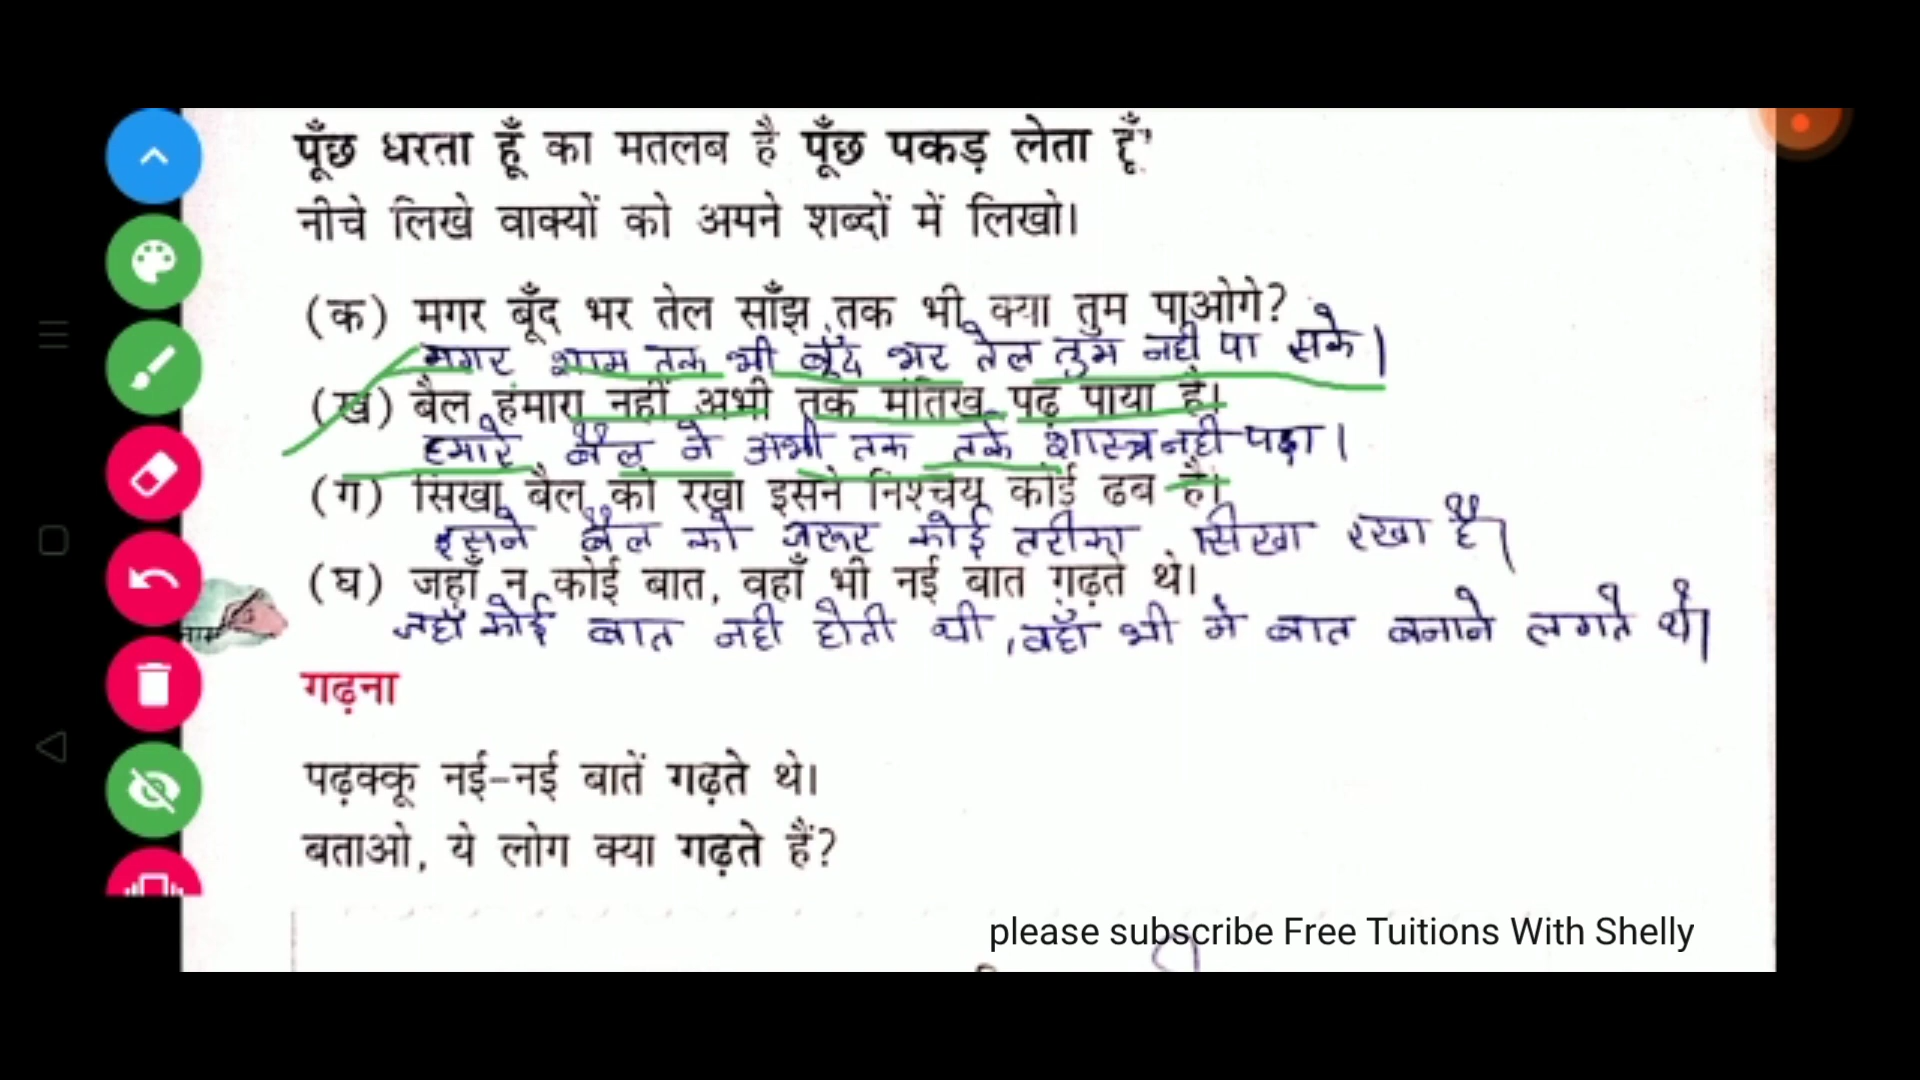 पूँछ धरता हूँ का मतलब है पूँछ पकड़ लेता हूँ'
नीचे लिखे वाक्यों को अपने शब्दों में लिखो।
(क) मगर बूँद भर तेल साँझ तक भी क्या तुम पाओगे?
मगर शाम तक भी बूँद भर तेल तुम नही पा सके।
(ख) बैल हमारा नहीं अभी तक मंतिख पढ़ पाया है।
हमारे बैल ने अभी तक तर्क शास्त्र नही पढ़ा।
(ग) सिखा बैल को रखा इसने निश्चय कोई ढब है।
इसने बैल को जरूर कोई तरीका सिखा रखा है।
(घ) जहाँ न कोई बात, वहाँ भी नई बात गढ़ते थे।
जहाँ कोई बात नही होती थी, वहाँ भी वे बात बनाने लगते थे।
गढ़ना
पढ़क्कू नई-नई बातें गढ़ते थे।
बताओ, ये लोग क्या गढ़ते हैं?
please subscribe Free Tuitions With Shelly